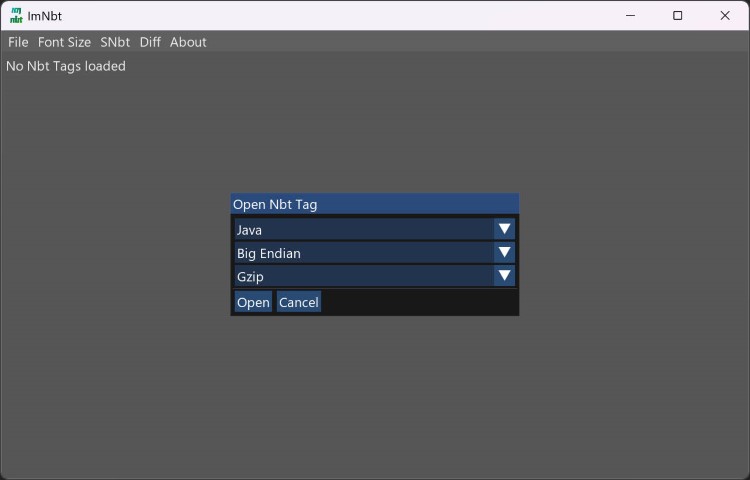 ImNbt
File Font Size SNbt Diff About
No Nbt Tags loaded
Open Nbt Tag
Java
Big Endian
Gzip
Open Cancel